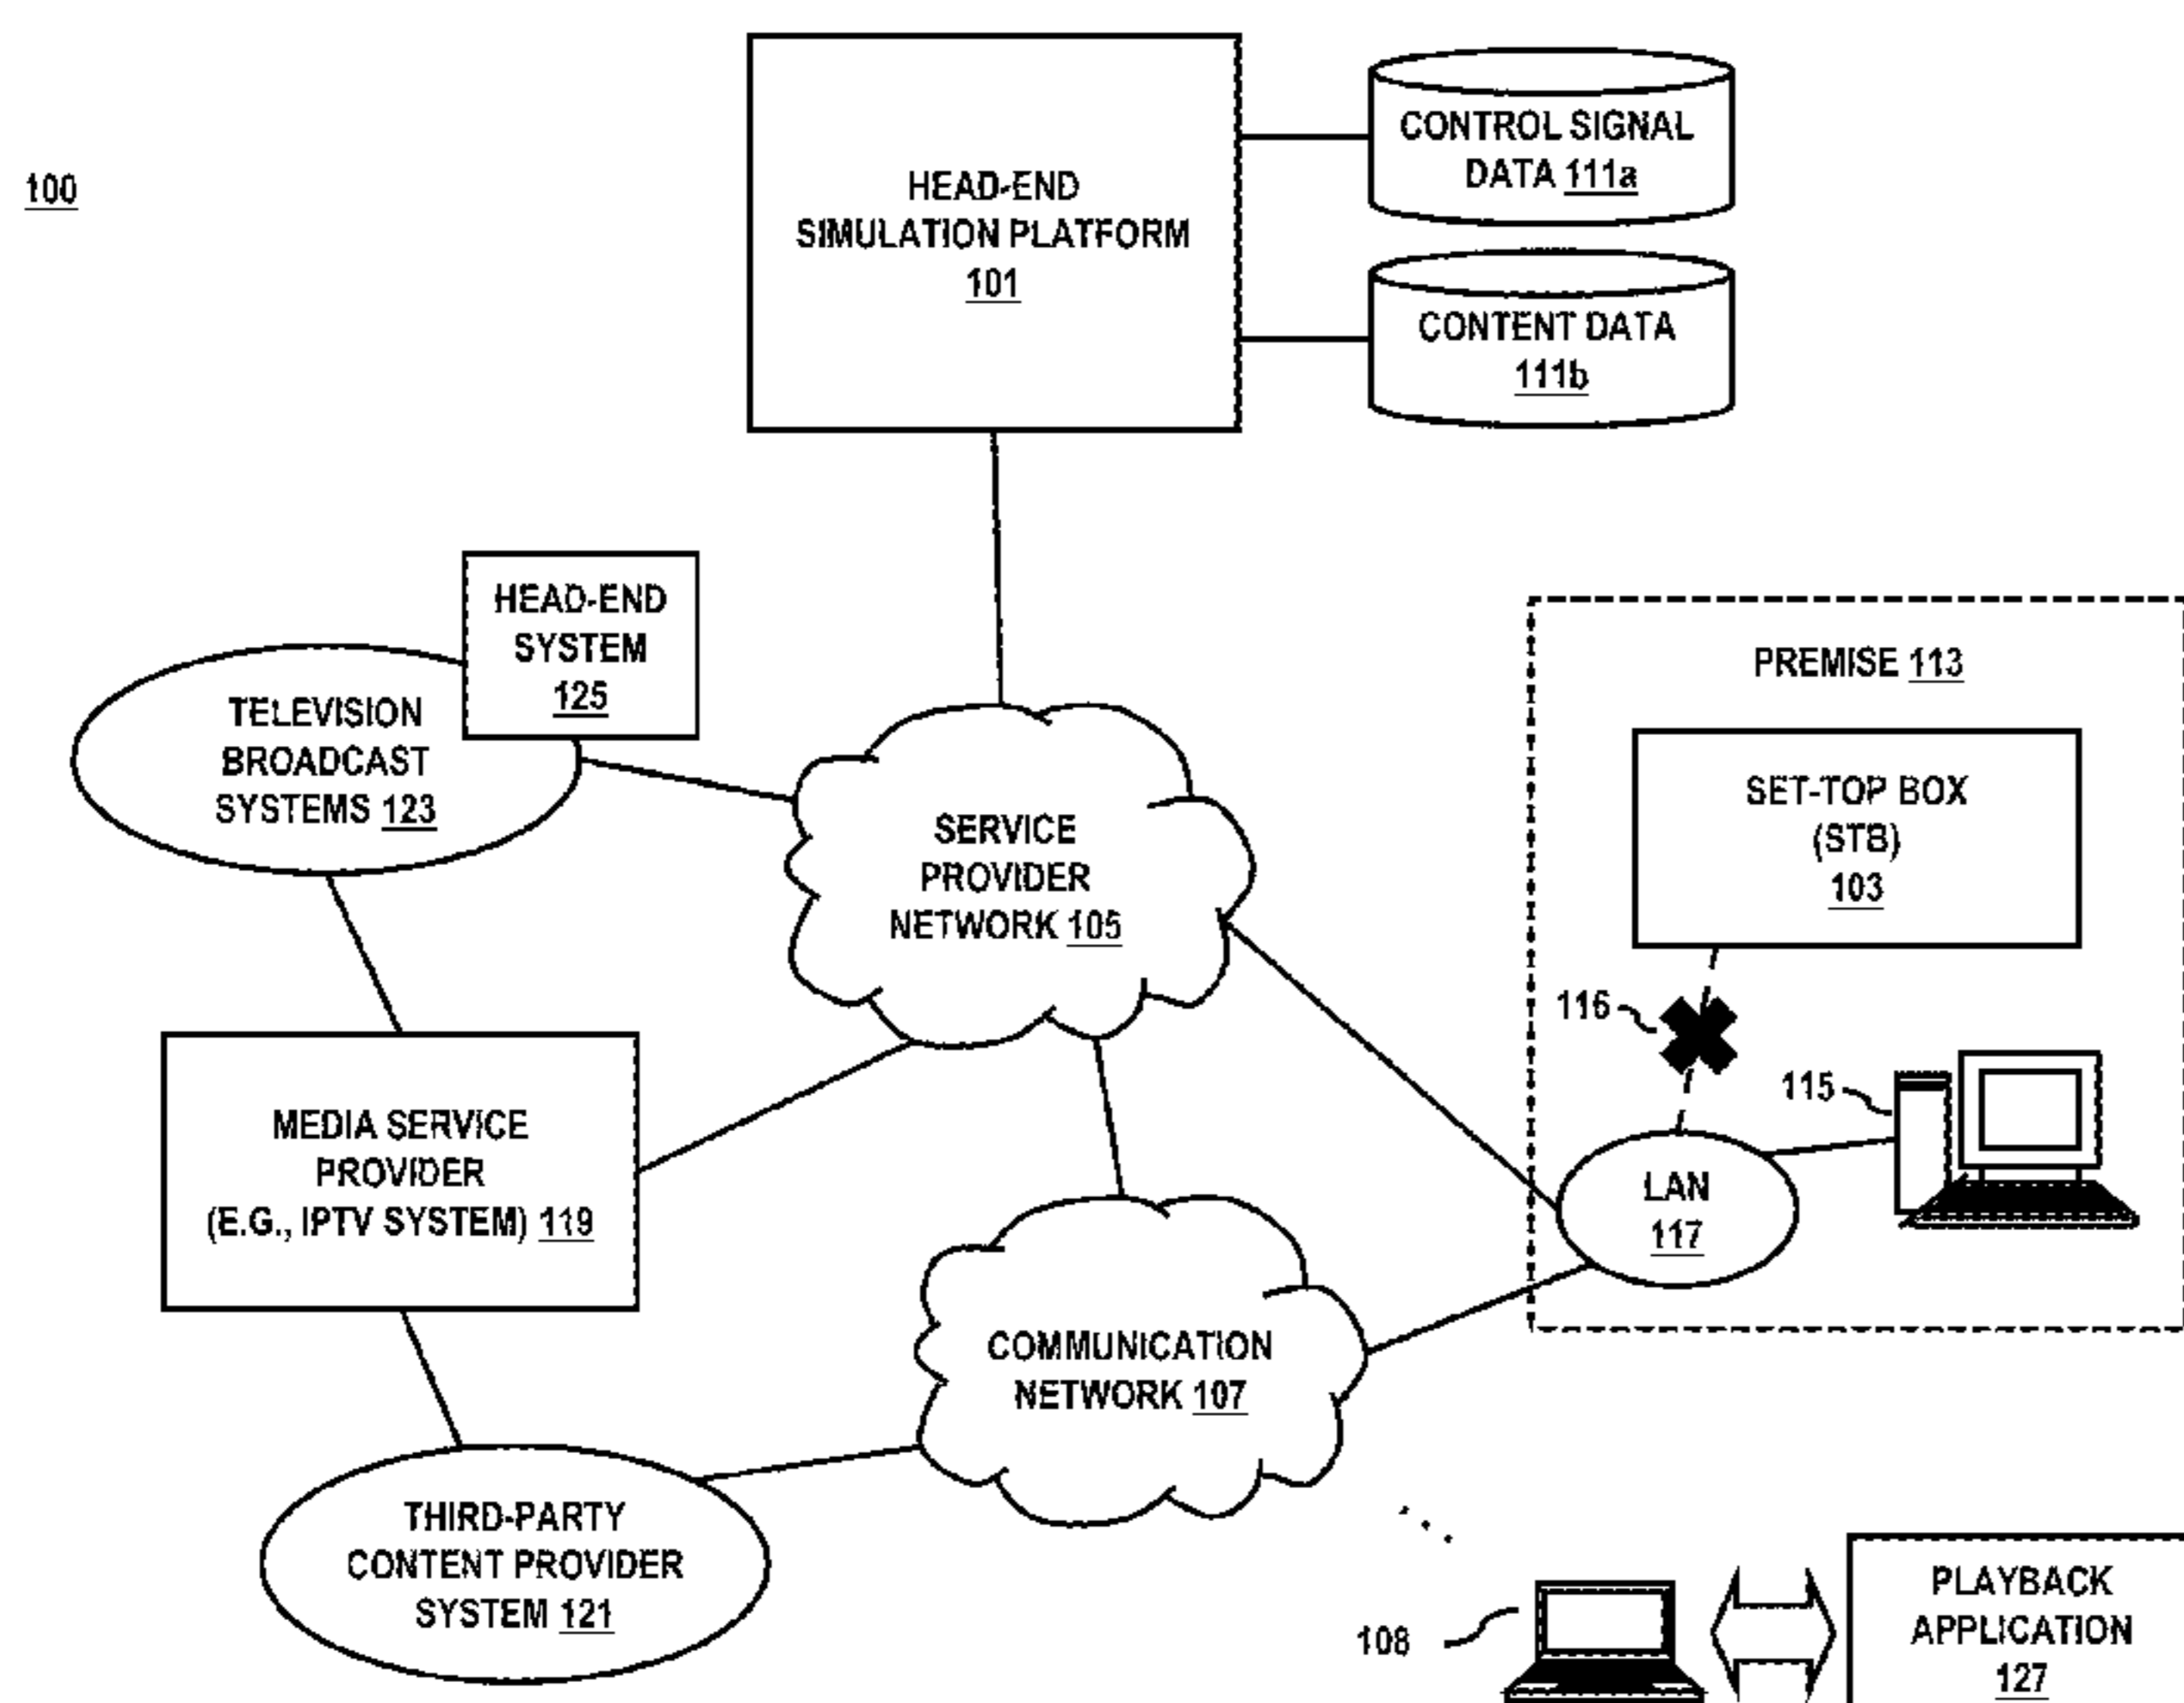 100
HEAD-END
SIMULATION PLATFORM
101
CONTROL SIGNAL
DATA 111a
CONTENT DATA
111b
HEAD-END
SYSTEM
125
TELEVISION
BROADCAST
SYSTEMS 123
SERVICE
PROVIDER
NETWORK 105
PREMISE 113
SET-TOP BOX
(STB)
103
116
115
LAN
117
MEDIA SERVICE
PROVIDER
(E.G., IPTV SYSTEM) 119
COMMUNICATION
NETWORK 107
THIRD-PARTY
CONTENT PROVIDER
SYSTEM 121
108
PLAYBACK
APPLICATION
127